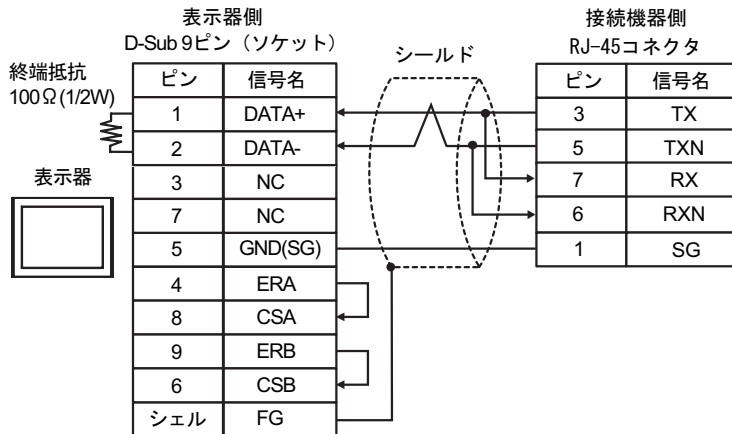 表示器側
D-Sub 9ピン（ソケット）
シールド
接続機器側
RJ-45コネクタ
終端抵抗
100Ω(1/2W)
表示器
ピン 信号名
1 DATA+
2 DATA-
3 NC
7 NC
5 GND(SG)
4 ERA
8 CSA
9 ERB
6 CSB
シェル FG
ピン 信号名
3 TX
5 TXN
7 RX
6 RXN
1 SG